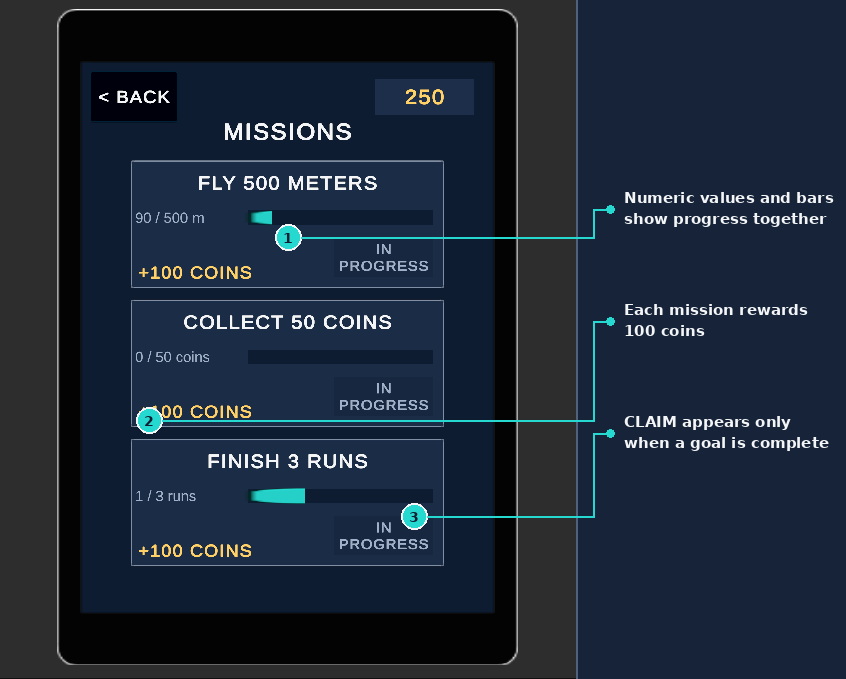 < BACK
250
MISSIONS
FLY 500 METERS
90 / 500 m
1
IN
PROGRESS
+100 COINS
COLLECT 50 COINS
0 / 50 coins
IN
PROGRESS
100 COINS
2
FINISH 3 RUNS
1 / 3 runs
3
IN
PROGRESS
+100 COINS
Numeric values and bars
show progress together
Each mission rewards
100 coins
CLAIM appears only
when a goal is complete